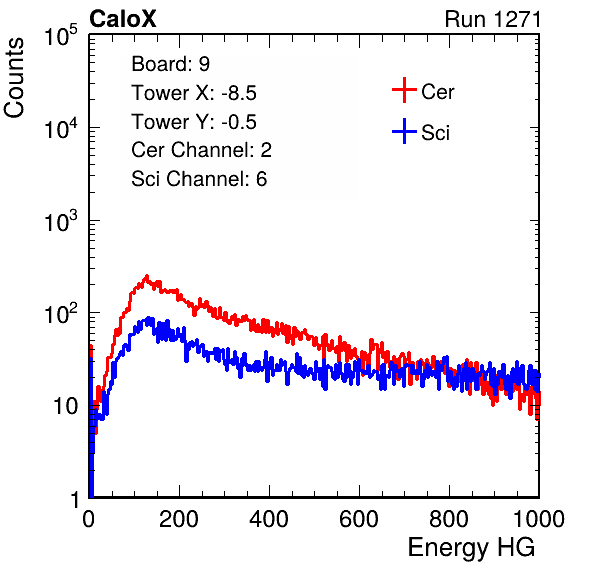 CaloX Run 1271
Counts
Board: 9
Tower X: -8.5
Tower Y: -0.5
Cer Channel: 2
Sci Channel: 6
Cer
Sci
10^5
10^4
10^3
10^2
10
1
0 200 400 600 800 1000
Energy HG